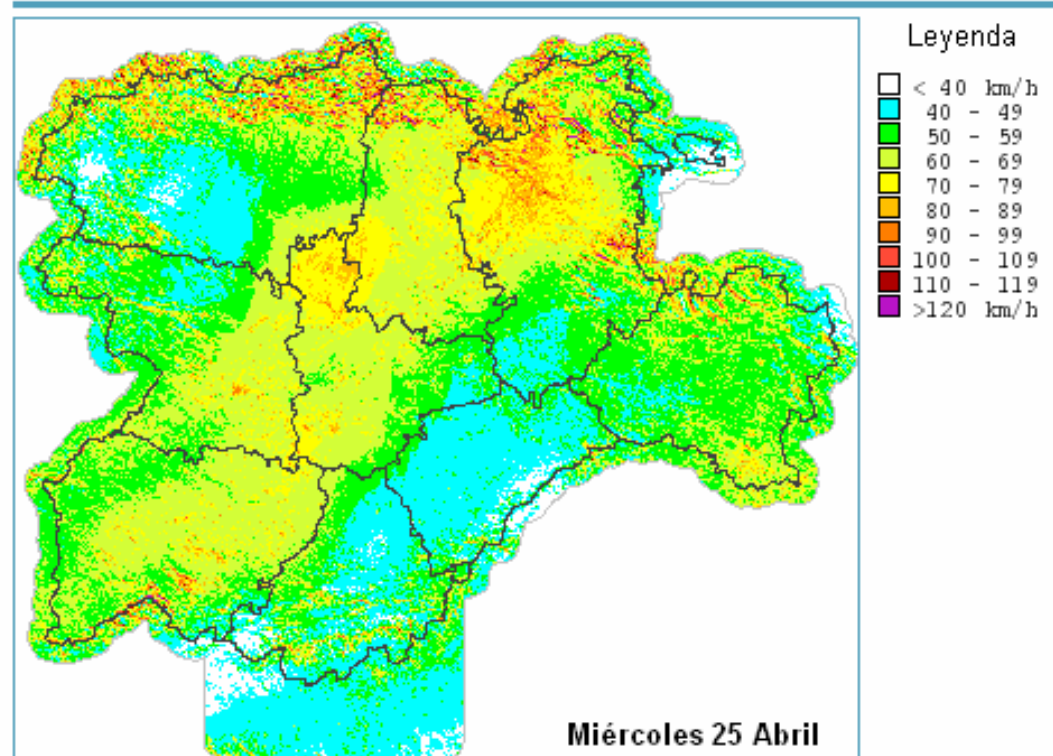 Leyenda
< 40 km/h
40 - 49
50 - 59
60 - 69
70 - 79
80 - 89
90 - 99
100 - 109
110 - 119
>120 km/h
Miércoles 25 Abril